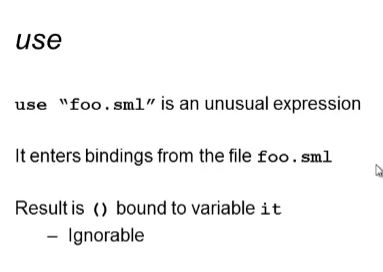 use
use “foo.sml” is an unusual expression
It enters bindings from the file foo.sml
Result is () bound to variable it
– Ignorable